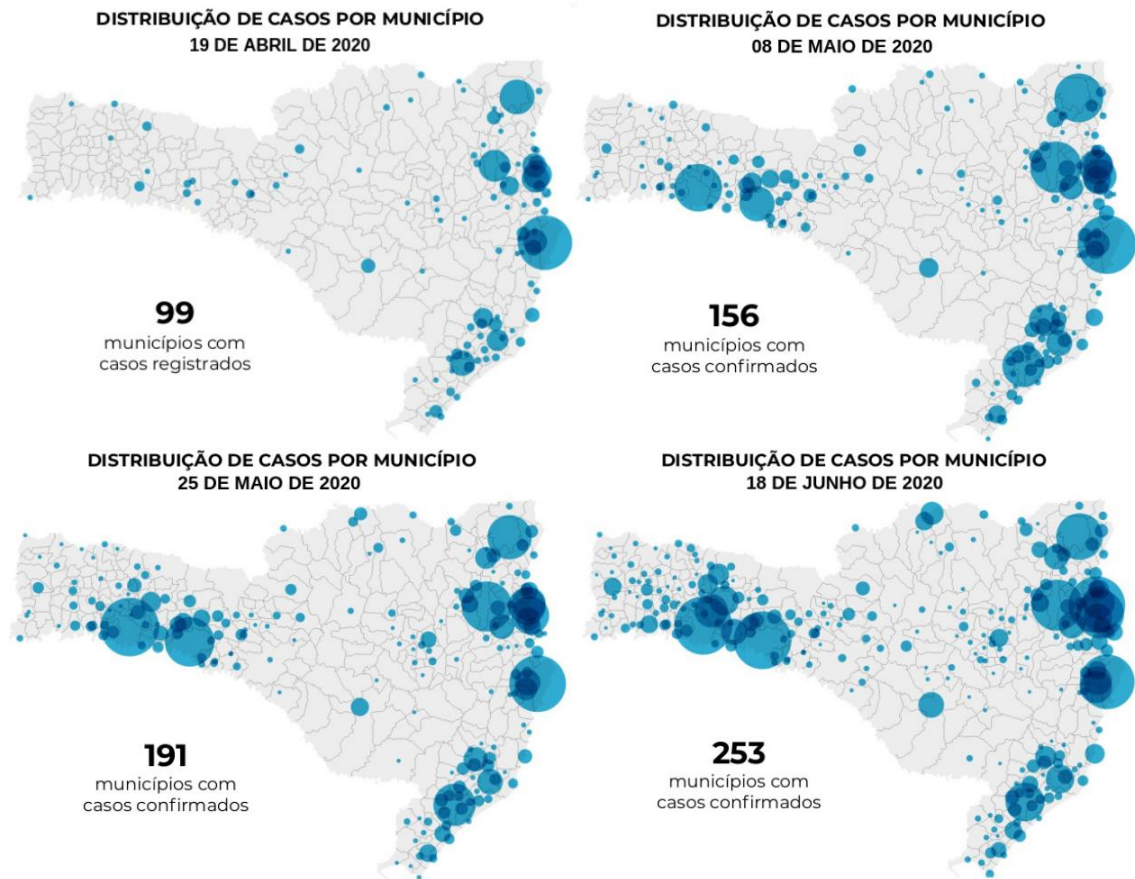 DISTRIBUIÇÃO DE CASOS POR MUNICÍPIO
19 DE ABRIL DE 2020
99
municípios com
casos registrados
DISTRIBUIÇÃO DE CASOS POR MUNICÍPIO
08 DE MAIO DE 2020
156
municípios com
casos confirmados
DISTRIBUIÇÃO DE CASOS POR MUNICÍPIO
25 DE MAIO DE 2020
191
municípios com
casos confirmados
DISTRIBUIÇÃO DE CASOS POR MUNICÍPIO
18 DE JUNHO DE 2020
253
municípios com
casos confirmados